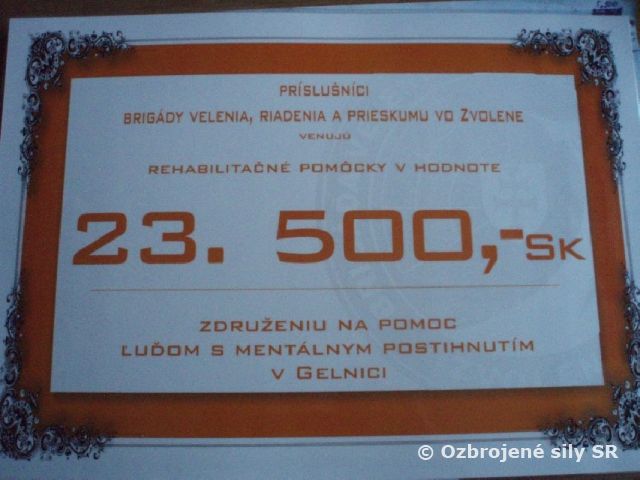 PRÍSLUŠNÍCI
BRIGÁDY VELENIA, RIADENIA A PRIESKUMU VO ZVOLENE
VENUJÚ
REHABILITAČNÉ POMÔCKY V HODNOTE
23. 500,-SK
ZDRUŽENIU NA POMOC
ĽUĎOM S MENTÁLNYM POSTIHNUTÍM
V GELNICI
© Ozbrojené sily SR